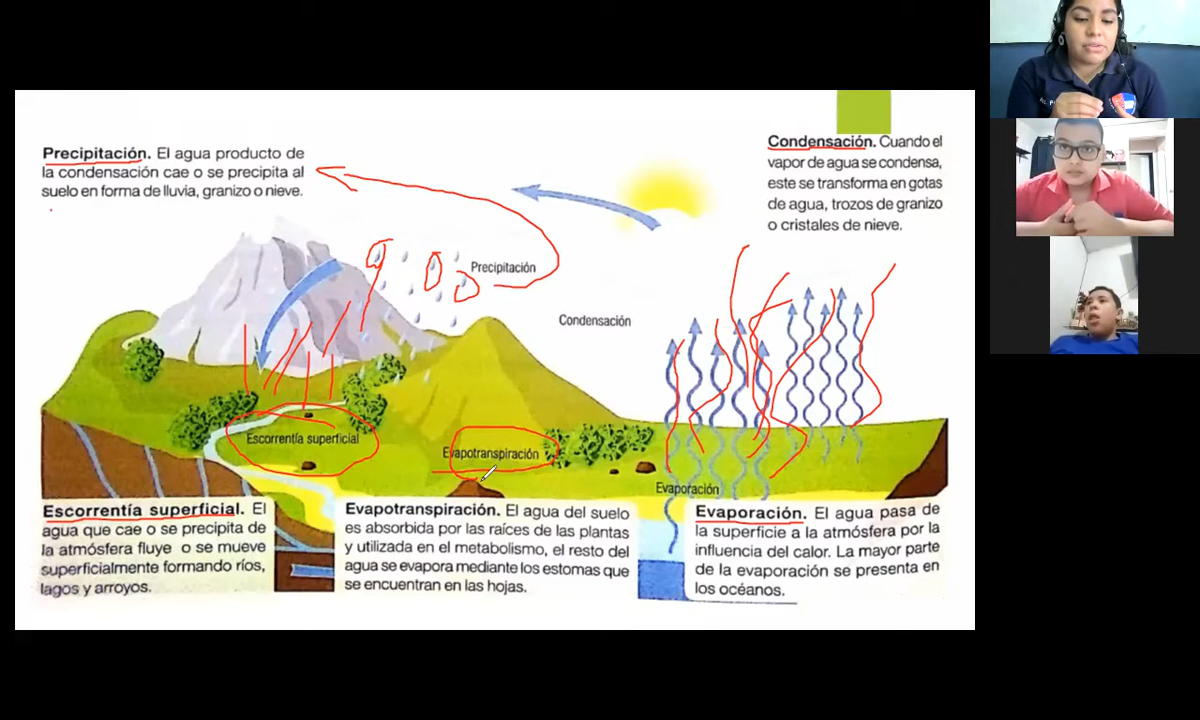 Precipitación. El agua producto de
la condensación cae o se precipita al
suelo en forma de lluvia, granizo o nieve.
Condensación. Cuando el
vapor de agua se condensa,
este se transforma en gotas
de agua, trozos de granizo
o cristales de nieve.
Precipitación
Condensación
Escorrentía superficial
Evapotranspiración
Evaporación
Escorrentía superficial. El
agua que cae o se precipita de
la atmósfera fluye o se mueve
superficialmente formando ríos,
lagos y arroyos.
Evapotranspiración. El agua del suelo
es absorbida por las raíces de las plantas
y utilizada en el metabolismo, el resto del
agua se evapora mediante los estomas que
se encuentran en las hojas.
Evaporación. El agua pasa de
la superficie a la atmósfera por la
influencia del calor. La mayor parte
de la evaporación se presenta en
los océanos.